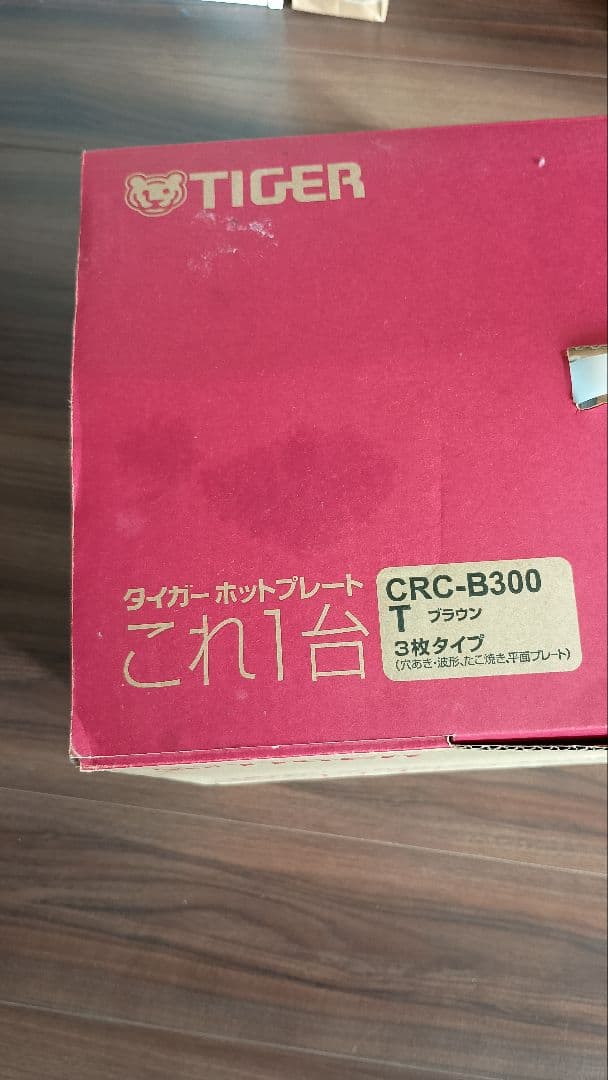 TIGER
タイガー ホットプレート
これ1台
CRC-B300
T ブラウン
3枚タイプ
(穴あき・波形、たこ焼き、平面プレート)